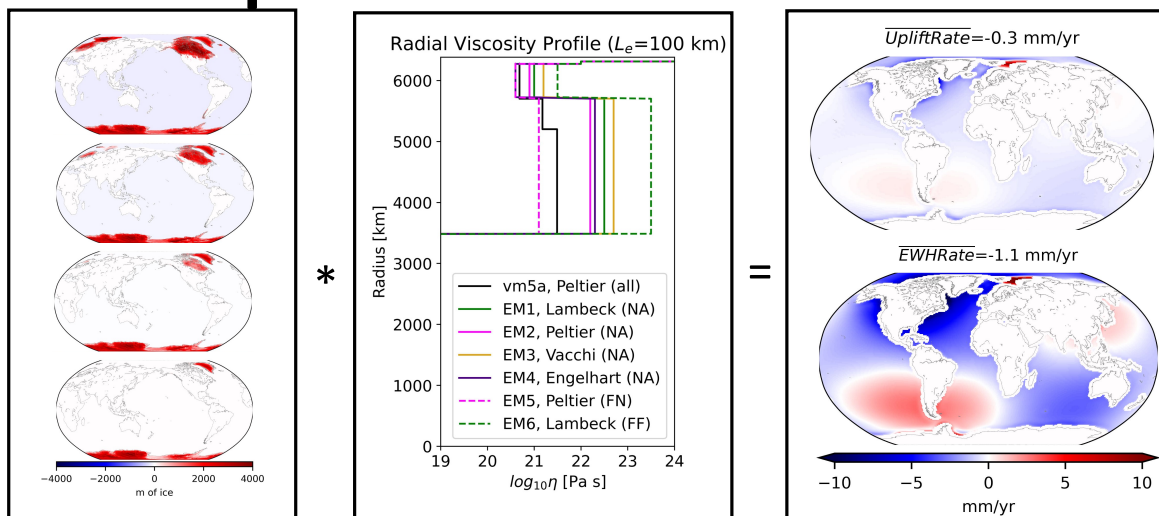 −4000 −2000 0 2000 4000
m of ice
*
Radial Viscosity Profile (Lₑ=100 km)
Radius [km]
6000
5000
4000
3000
2000
1000
0
vm5a, Peltier (all)
EM1, Lambeck (NA)
EM2, Peltier (NA)
EM3, Vacchi (NA)
EM4, Engelhart (NA)
EM5, Peltier (FN)
EM6, Lambeck (FF)
19 20 21 22 23 24
log₁₀η [Pa s]
=
UpliftRate=-0.3 mm/yr
EWHRate=-1.1 mm/yr
−10 −5 0 5 10
mm/yr